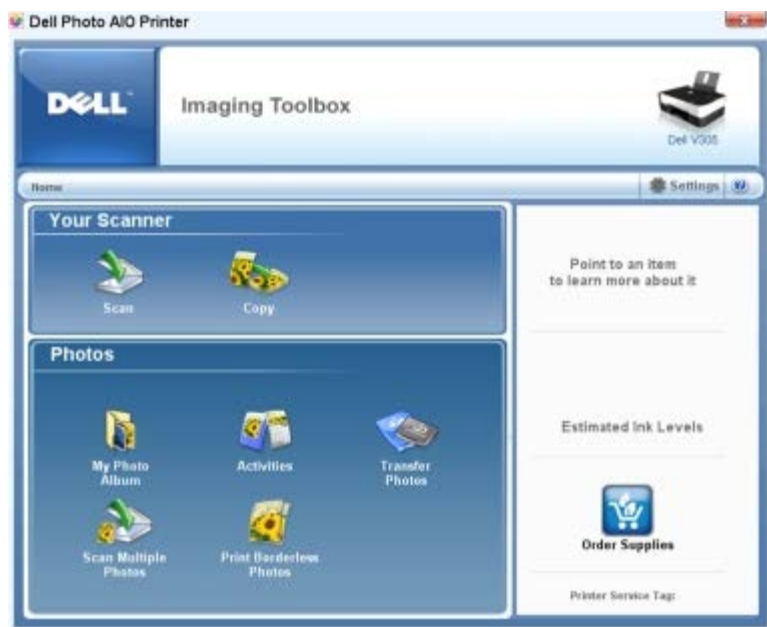 Dell Photo AIO Printer
DELL
Imaging Toolbox
Dell V305
Home
Settings
?
Your Scanner
Scan
Copy
Point to an item
to learn more about it
Photos
My Photo
Album
Activities
Transfer
Photos
Scan Multiple
Photos
Print Borderless
Photos
Estimated Ink Levels
Order Supplies
Printer Service Tag: